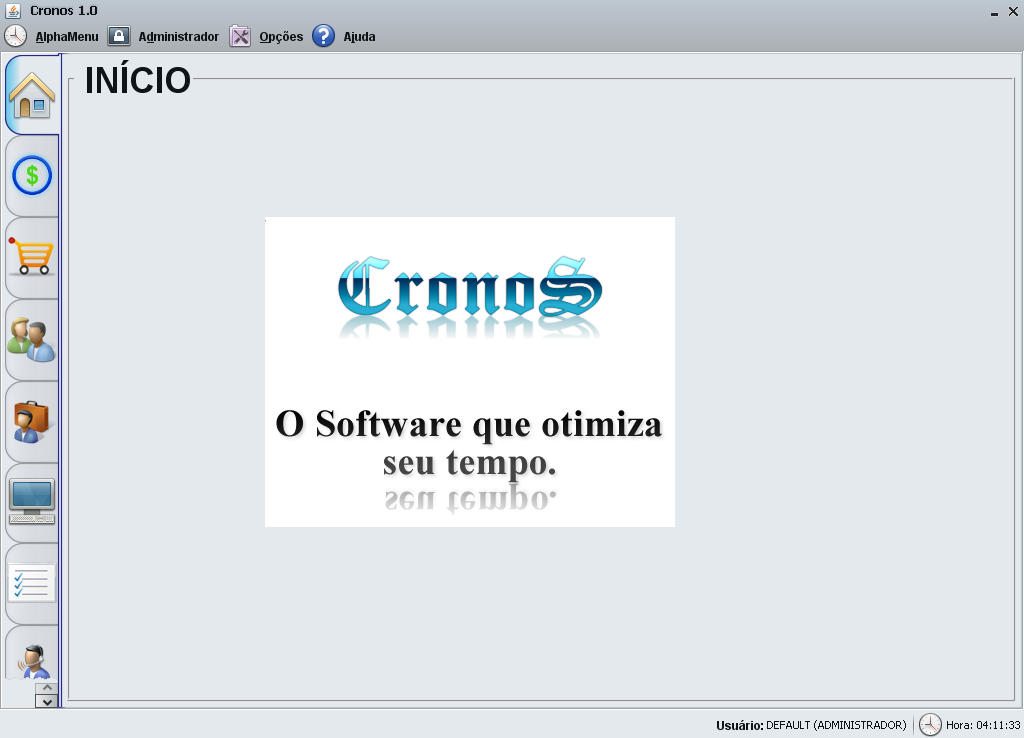 Cronos 1.0
AlphaMenu Administrador Opções Ajuda
INÍCIO
$
CronoS
O Software que otimiza
seu tempo.
Usuário: DEFAULT (ADMINISTRADOR) Hora: 04:11:33